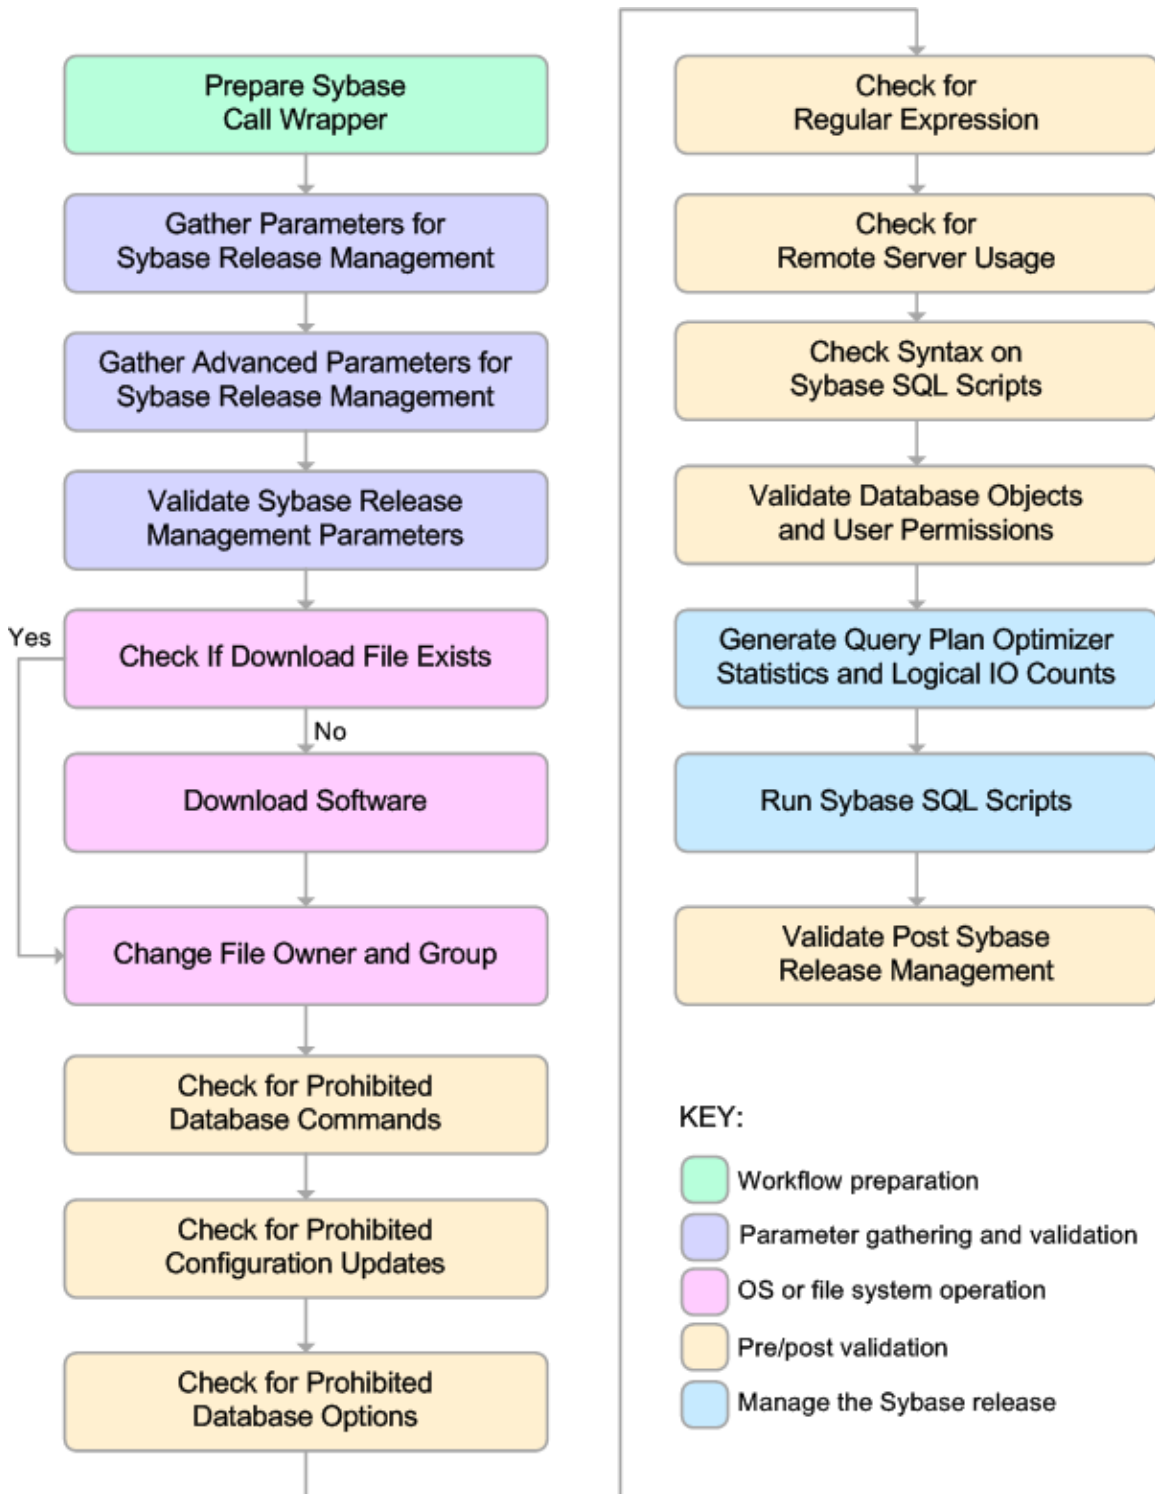 Prepare Sybase
Call Wrapper
Gather Parameters for
Sybase Release Management
Gather Advanced Parameters for
Sybase Release Management
Validate Sybase Release
Management Parameters
Yes
Check If Download File Exists
No
Download Software
Change File Owner and Group
Check for Prohibited
Database Commands
Check for Prohibited
Configuration Updates
Check for Prohibited
Database Options
Check for
Regular Expression
Check for
Remote Server Usage
Check Syntax on
Sybase SQL Scripts
Validate Database Objects
and User Permissions
Generate Query Plan Optimizer
Statistics and Logical IO Counts
Run Sybase SQL Scripts
Validate Post Sybase
Release Management
KEY:
Workflow preparation
Parameter gathering and validation
OS or file system operation
Pre/post validation
Manage the Sybase release